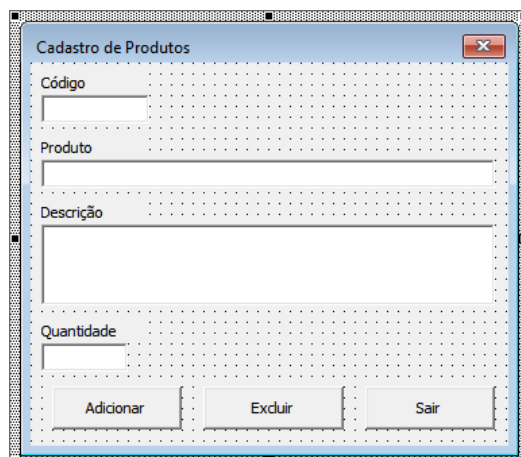 Cadastro de Produtos
Código
Produto
Descrição
Quantidade
Adicionar Excluir Sair